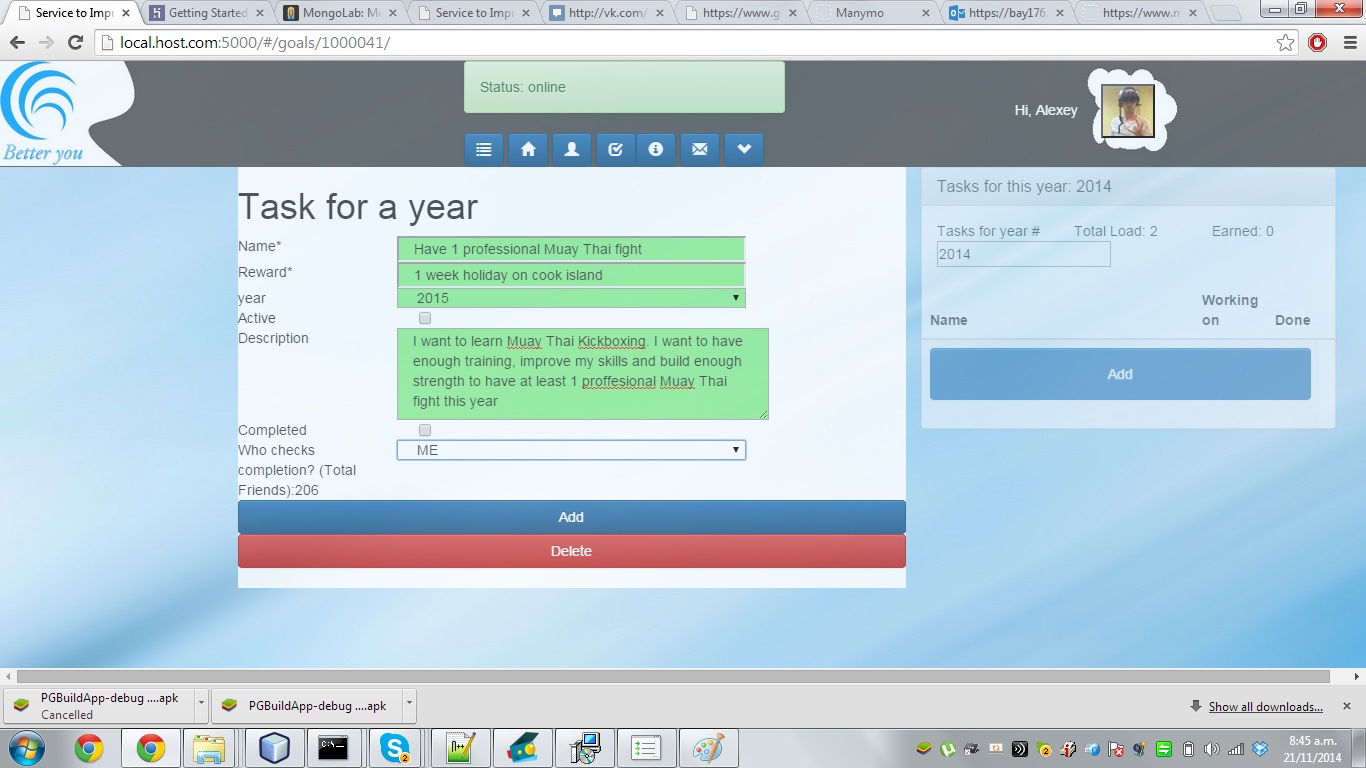 Service to Impr
Getting Started
MongoLab: Mo
Service to Impr
http://vk.com/
https://www.g
Manymo
https://bay176.
https://www.m
local.host.com:5000/#/goals/1000041/
Better you
Status: online
Hi, Alexey
Task for a year
Name*
Have 1 professional Muay Thai fight
Reward*
1 week holiday on cook island
year
2015
Active
Description
I want to learn Muay Thai Kickboxing. I want to have
enough training, improve my skills and build enough
strength to have at least 1 proffesional Muay Thai
fight this year
Completed
Who checks
completion? (Total
Friends):206
ME
Add
Delete
Tasks for this year: 2014
Tasks for year # Total Load: 2 Earned: 0
2014
Name Working on Done
Add
PGBuildApp-debug ....apk
Cancelled
PGBuildApp-debug ....apk
Show all downloads...
8:45 a.m.
21/11/2014